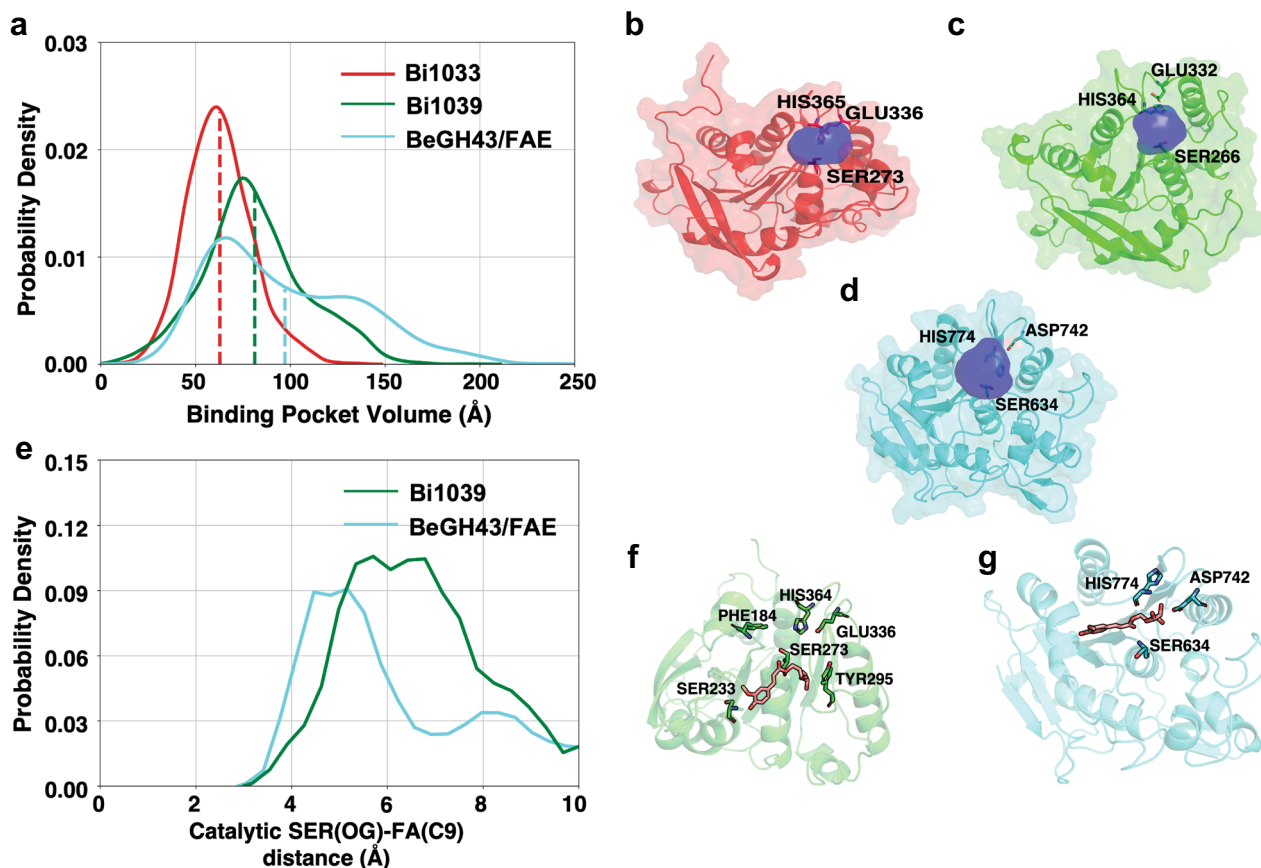 a
0.03
0.02
0.01
0.00
Probability Density
Bi1033
Bi1039
BeGH43/FAE
0
50
100
150
200
250
Binding Pocket Volume (Å)
b
HIS365
GLU336
SER273
c
GLU332
HIS364
SER266
d
HIS774
ASP742
SER634
e
0.15
0.12
0.09
0.06
0.03
0.00
Probability Density
Bi1039
BeGH43/FAE
0
2
4
6
8
10
Catalytic SER(OG)-FA(C9)
distance (Å)
f
HIS364
PHE184
GLU336
SER273
SER233
TYR295
g
HIS774
ASP742
SER634